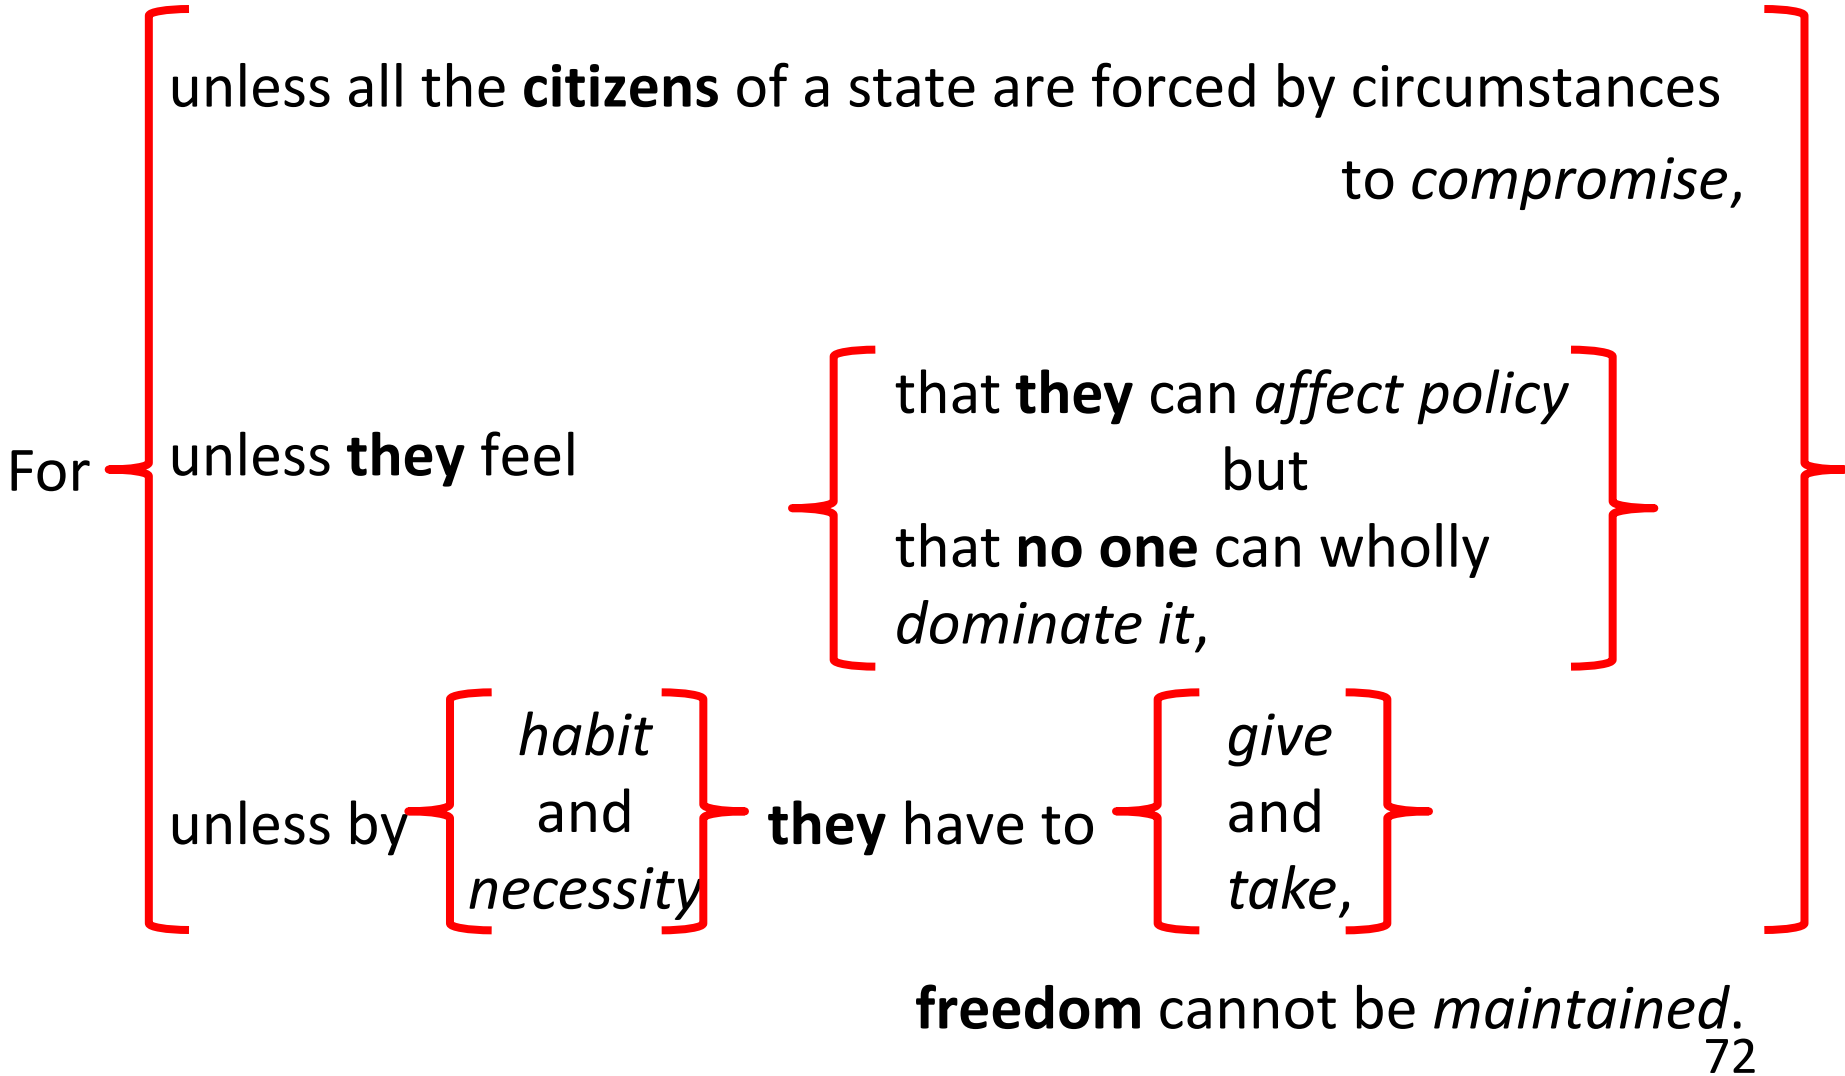 unless all the citizens of a state are forced by circumstances
to compromise,
For
unless they feel
that they can affect policy
but
that no one can wholly
dominate it,
unless by
habit
and
necessity
they have to
give
and
take,
freedom cannot be maintained.
72